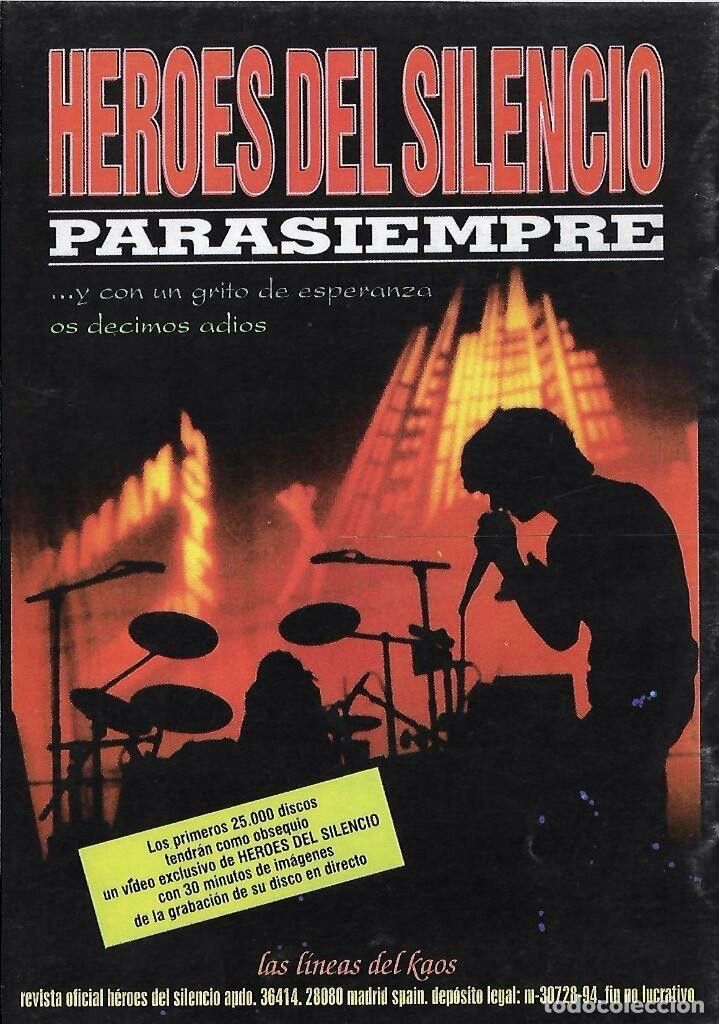 HEROES DEL SILENCIO
PARASIEMPRE
...y con un grito de esperanza
os decimos adios
Los primeros 25.000 discos
tendrán como obsequio
un vídeo exclusivo de HEROES DEL SILENCIO
con 30 minutos de imágenes
de la grabación de su disco en directo
las líneas del kaos
revista oficial héroes del silencio apdo. 36414. 28080 madrid spain. depósito legal: m-30728-94. fin no lucrativo
todocoleccion